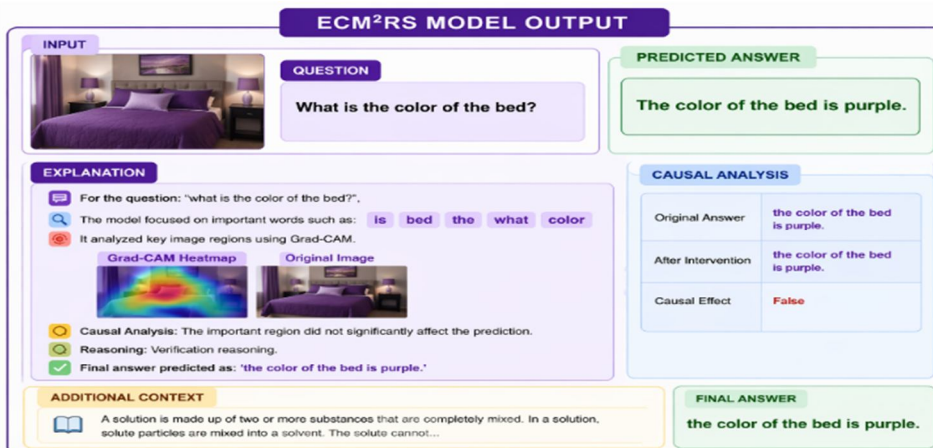 ECM²RS MODEL OUTPUT
INPUT
QUESTION
What is the color of the bed?
PREDICTED ANSWER
The color of the bed is purple.
EXPLANATION
For the question: "what is the color of the bed?",
The model focused on important words such as: is bed the what color
It analyzed key image regions using Grad-CAM.
Grad-CAM Heatmap Original Image
Causal Analysis: The important region did not significantly affect the prediction.
Reasoning: Verification reasoning.
Final answer predicted as: 'the color of the bed is purple.'
CAUSAL ANALYSIS
Original Answer the color of the bed
is purple.
After Intervention the color of the bed
is purple.
Causal Effect False
ADDITIONAL CONTEXT
A solution is made up of two or more substances that are completely mixed. In a solution,
solute particles are mixed into a solvent. The solute cannot...
FINAL ANSWER
the color of the bed is purple.